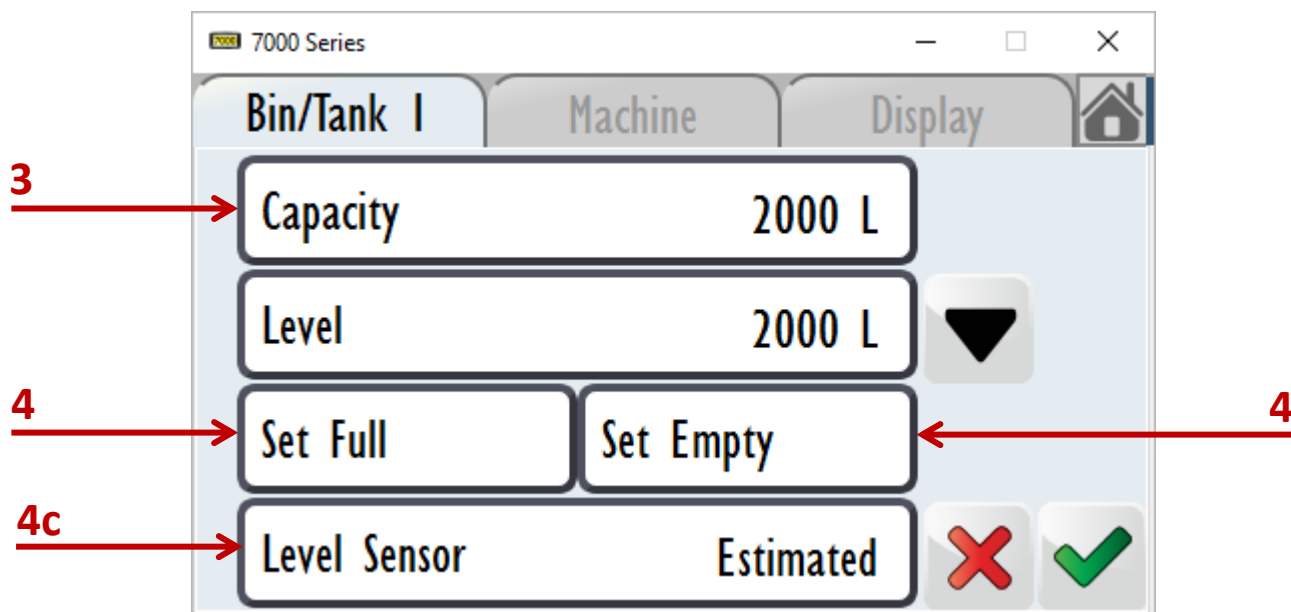 7000 7000 Series
Bin/Tank 1 Machine Display
3
Capacity 2000 L
Level 2000 L
4 Set Full Set Empty 4
4c
Level Sensor Estimated